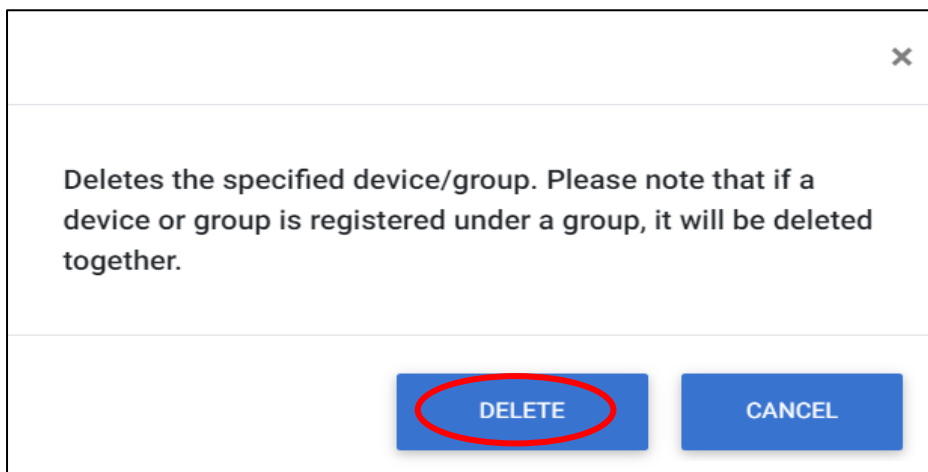 ×
Deletes the specified device/group. Please note that if a
device or group is registered under a group, it will be deleted
together.
DELETE
CANCEL